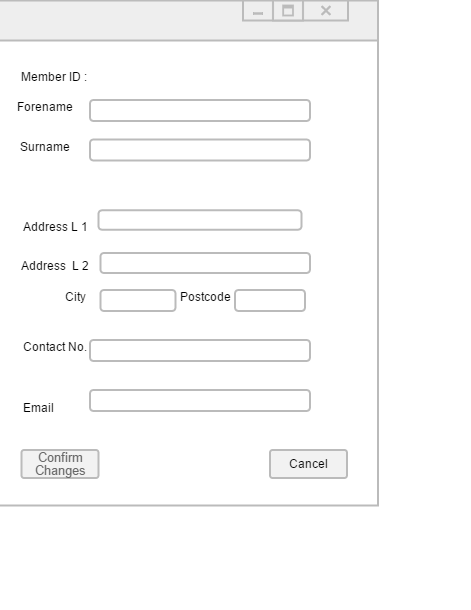 Member ID :
Forename
Surname
Address L 1
Address L 2
City Postcode
Contact No.
Email
Confirm
Changes
Cancel